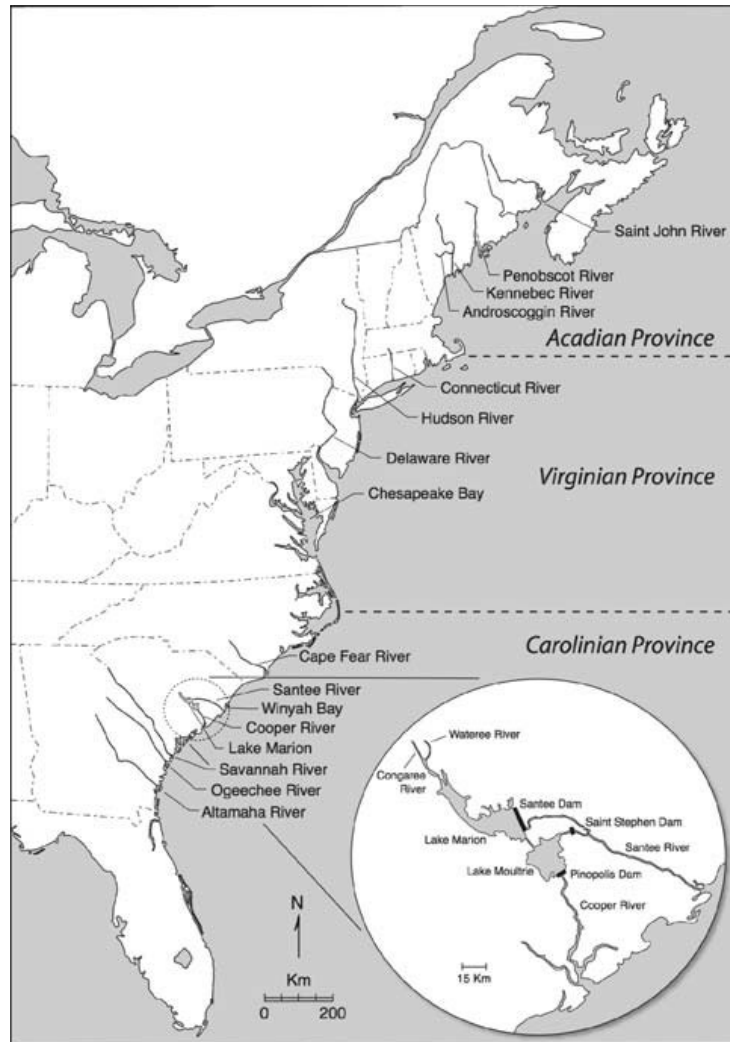 Saint John River
Penobscot River
Kennebec River
Androscoggin River
Acadian Province
Connecticut River
Hudson River
Delaware River
Virginian Province
Chesapeake Bay
Carolinian Province
Cape Fear River
Santee River
Winyah Bay
Cooper River
Lake Marion
Savannah River
Ogeechee River
Altamaha River
Wateree River
Congaree
River
Santee Dam
Saint Stephen Dam
Lake Marion
Santee River
Lake Moultrie
Pinopolis Dam
Cooper River
15 Km
N
Km
0 200